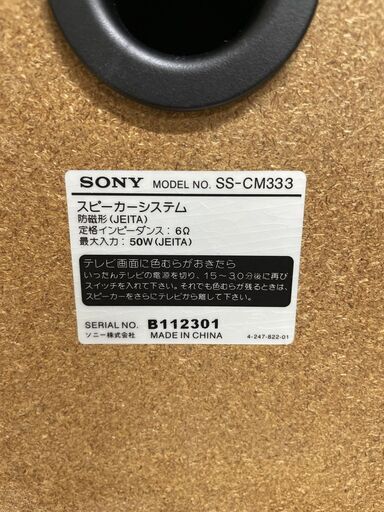 SONY MODEL NO. SS-CM333
スピーカーシステム
防磁形(JEITA)
定格インピーダンス：6Ω
最大入力：50W(JEITA)
テレビ画面に色むらがおきたら
いったんテレビの電源を切り、15～30分後に再び
スイッチを入れて下さい。それでも色むらが残るときは、
スピーカーをさらにテレビから離して下さい。
SERIAL NO. B112301
ソニー株式会社 MADE IN CHINA 4-247-822-01